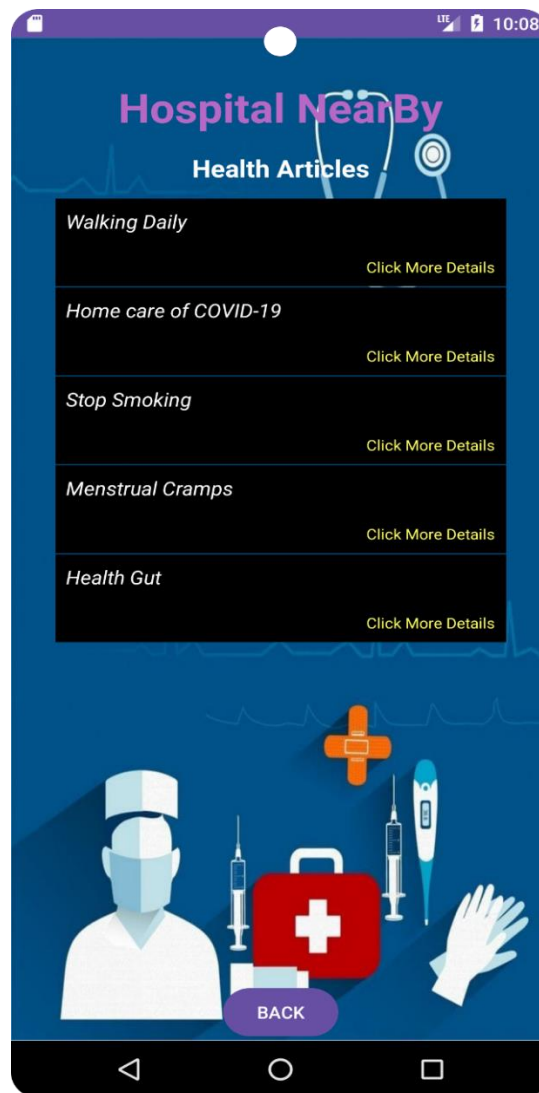 LTE 10:08
Hospital NearBy
Health Articles
Walking Daily
Click More Details
Home care of COVID-19
Click More Details
Stop Smoking
Click More Details
Menstrual Cramps
Click More Details
Health Gut
Click More Details
BACK